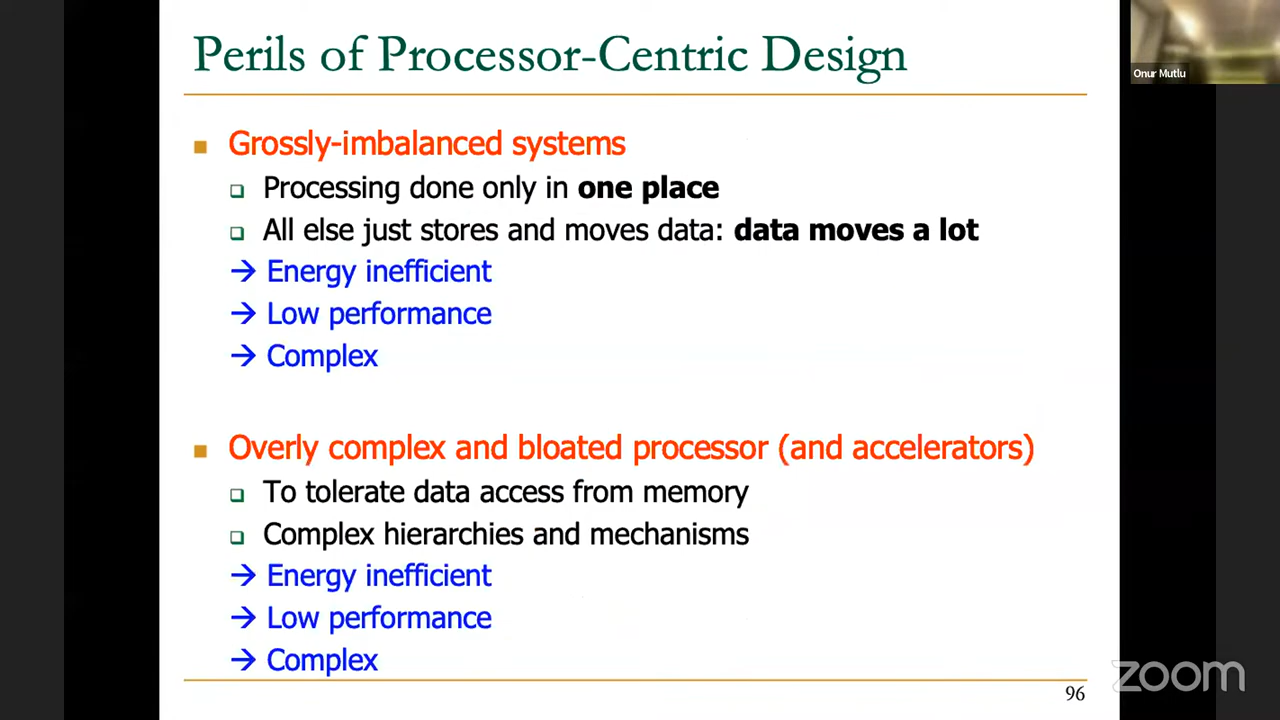 Perils of Processor-Centric Design
Onur Mutlu
Grossly-imbalanced systems
Processing done only in one place
All else just stores and moves data: data moves a lot
→ Energy inefficient
→ Low performance
→ Complex
Overly complex and bloated processor (and accelerators)
To tolerate data access from memory
Complex hierarchies and mechanisms
→ Energy inefficient
→ Low performance
→ Complex
zoom
96